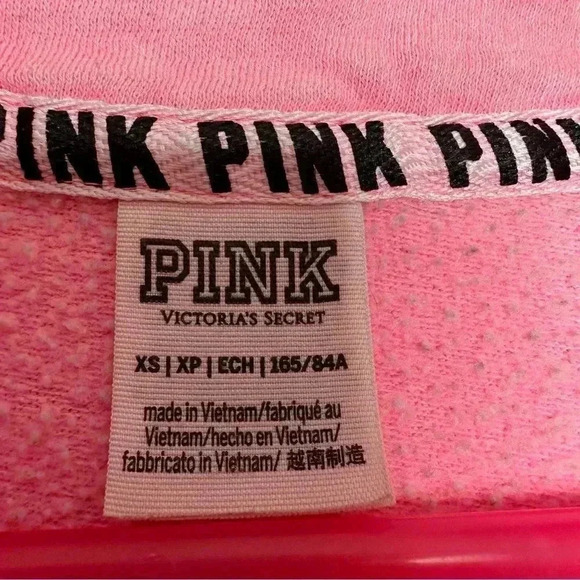 PINK PINK PINK
PINK
VICTORIA'S SECRET
XS | XP | ECH | 165/84A
made in Vietnam/fabriqué au
Vietnam/hecho en Vietnam/
fabbricato in Vietnam/ 越南制造